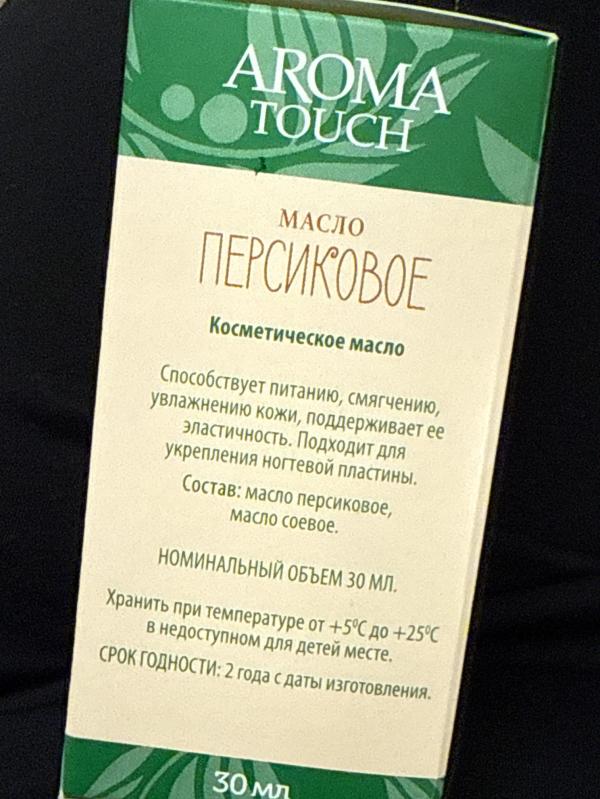 AROMA
TOUCH
МАСЛО
ПЕРСИКОВОЕ
Косметическое масло
Способствует питанию, смягчению,
увлажнению кожи, поддерживает ее
эластичность. Подходит для
укрепления ногтевой пластины.
Состав: масло персиковое,
масло соевое.
НОМИНАЛЬНЫЙ ОБЪЕМ 30 МЛ.
Хранить при температуре от +5⁰С до +25⁰С
в недоступном для детей месте.
СРОК ГОДНОСТИ: 2 года с даты изготовления.
30 мл